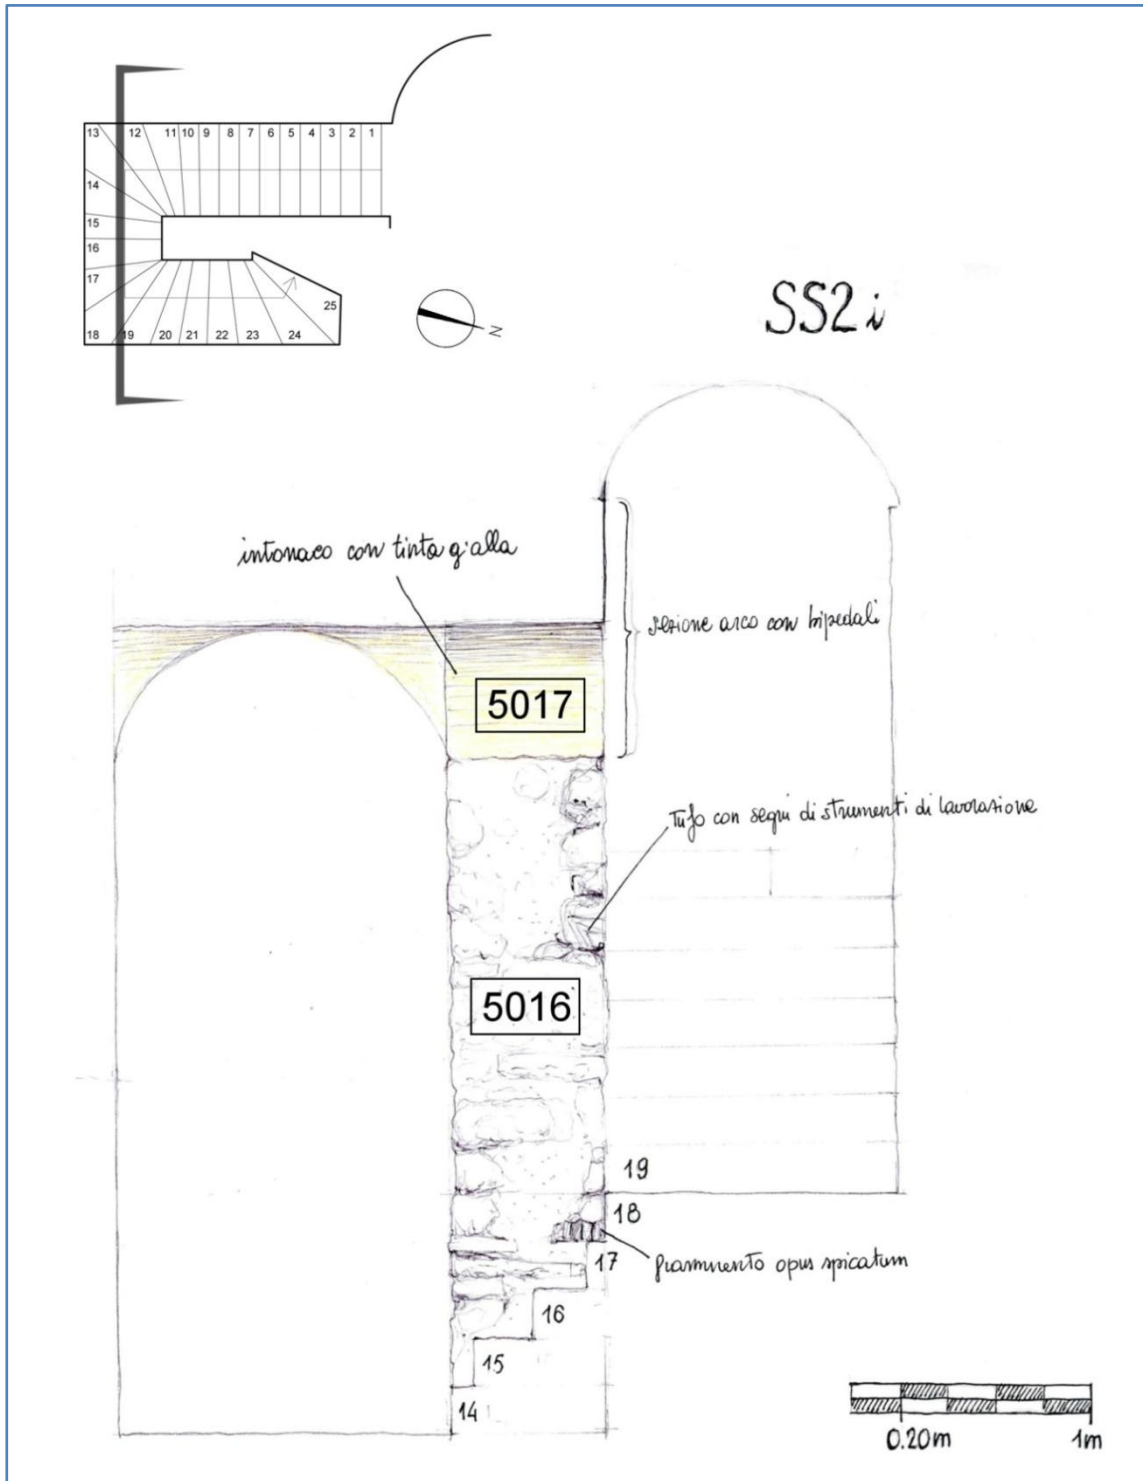 13 12 11 10 9 8 7 6 5 4 3 2 1
14
15
16
17
25
18 19 20 21 22 23 24
N
SS2i
intonaco con tinta gialla
sezione arco con bipedali
5017
Tufo con segni di strumenti di lavorazione
5016
19
18
17
frammento opus spicatum
16
15
14
0.20m 1m